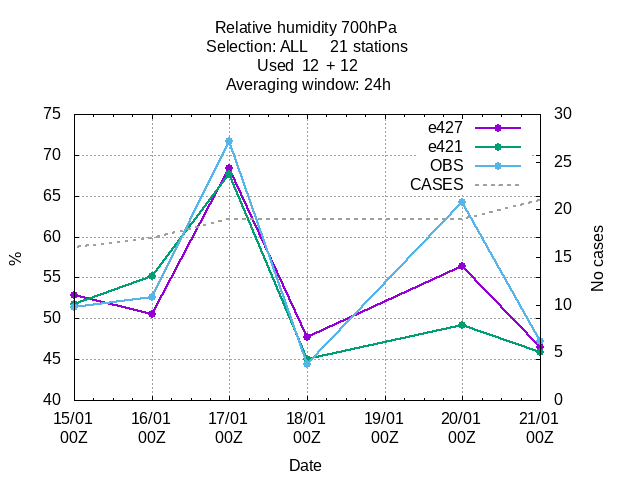 Relative humidity 700hPa
Selection: ALL     21 stations
Used  12  + 12
Averaging window: 24h
75 30
e427
e421
70 25
OBS
CASES
65 20
60
% 15 No cases
55
50 10
45 5
40 0
15/01 16/01 17/01 18/01 19/01 20/01 21/01
00Z 00Z 00Z 00Z 00Z 00Z 00Z
Date